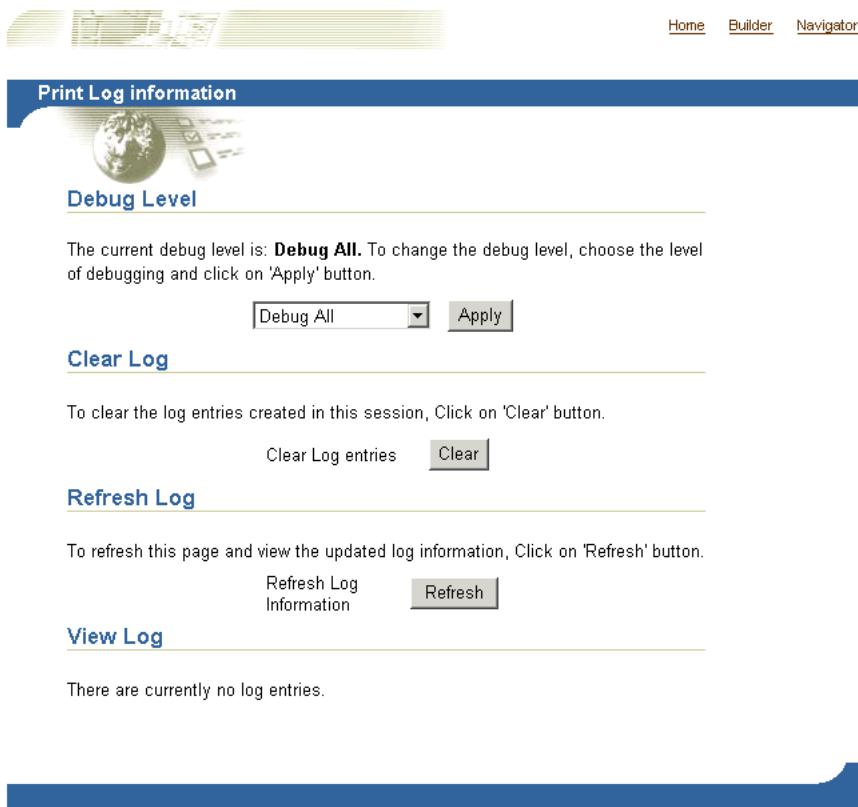 Home Builder Navigator
Print Log information
Debug Level
The current debug level is: Debug All. To change the debug level, choose the level
of debugging and click on 'Apply' button.
Debug All Apply
Clear Log
To clear the log entries created in this session, Click on 'Clear' button.
Clear Log entries Clear
Refresh Log
To refresh this page and view the updated log information, Click on 'Refresh' button.
Refresh Log
Information
Refresh
View Log
There are currently no log entries.